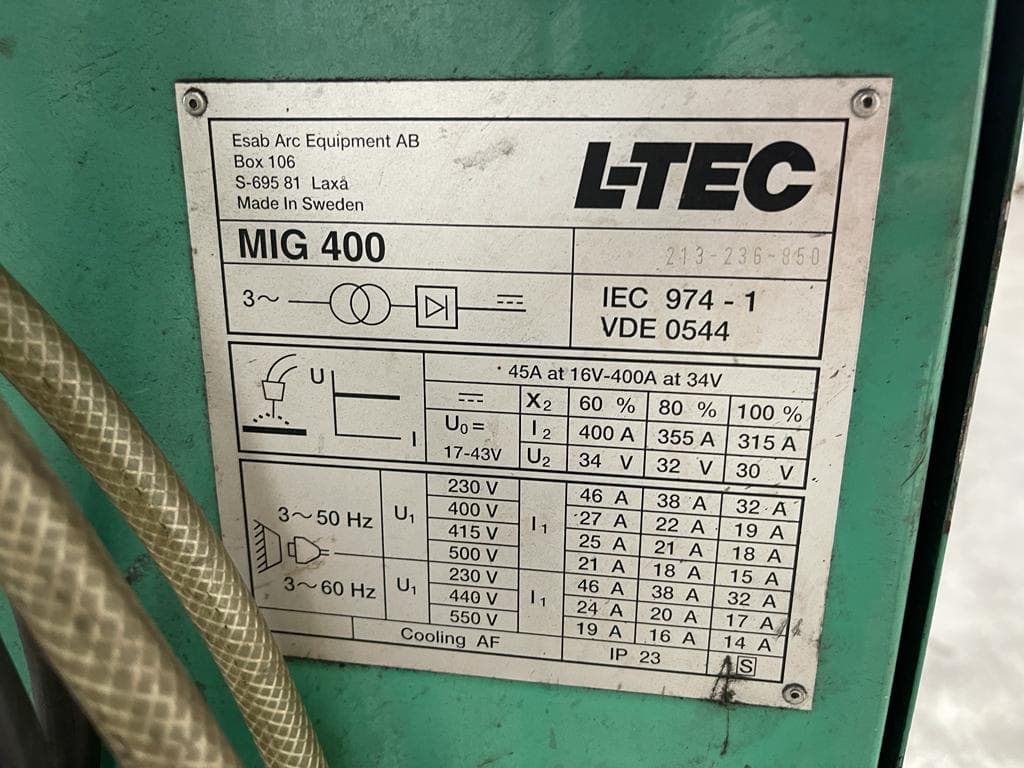 Esab Arc Equipment AB
Box 106
S-695 81 Laxå
Made In Sweden
L-TEC
MIG 400
213-236-850
3~
IEC 974 - 1
VDE 0544
U
I
45A at 16V-400A at 34V
X2 60 % 80 % 100 %
U0= I2 400 A 355 A 315 A
17-43V U2 34 V 32 V 30 V
3~50 Hz U1 I1
230 V 46 A 38 A 32 A
400 V 27 A 22 A 19 A
415 V 25 A 21 A 18 A
500 V 21 A 18 A 15 A
3~60 Hz U1 I1
230 V 46 A 38 A 32 A
440 V 24 A 20 A 17 A
550 V 19 A 16 A 14 A
Cooling AF IP 23 S